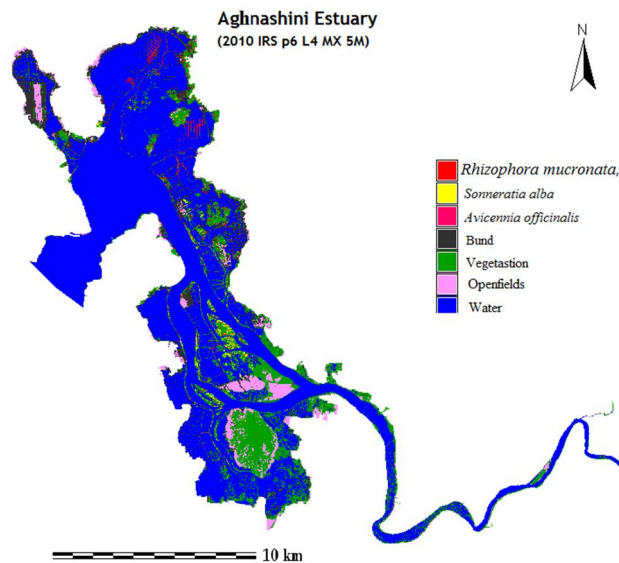 Aghnashini Estuary
(2010 IRS p6 L4 MX 5M)
N
Rhizophora mucronata,
Sonneratia alba
Avicennia officinalis
Bund
Vegetastion
Openfields
Water
10 km